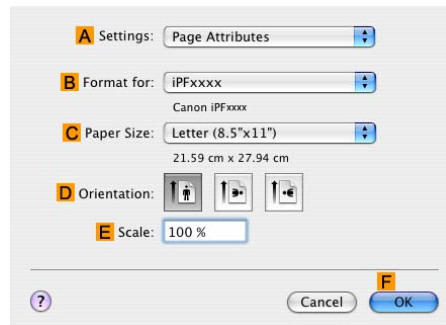 A Settings: Page Attributes
B Format for: iPFxxxx
Canon iPFxxxx
C Paper Size: Letter (8.5"x11")
21.59 cm x 27.94 cm
D Orientation:
E Scale: 100 %
F
? Cancel OK